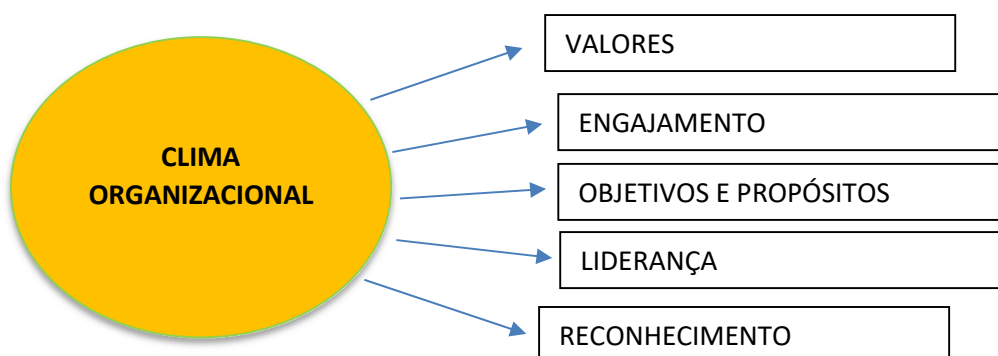 CLIMA
ORGANIZACIONAL
VALORES
ENGAJAMENTO
OBJETIVOS E PROPÓSITOS
LIDERANÇA
RECONHECIMENTO